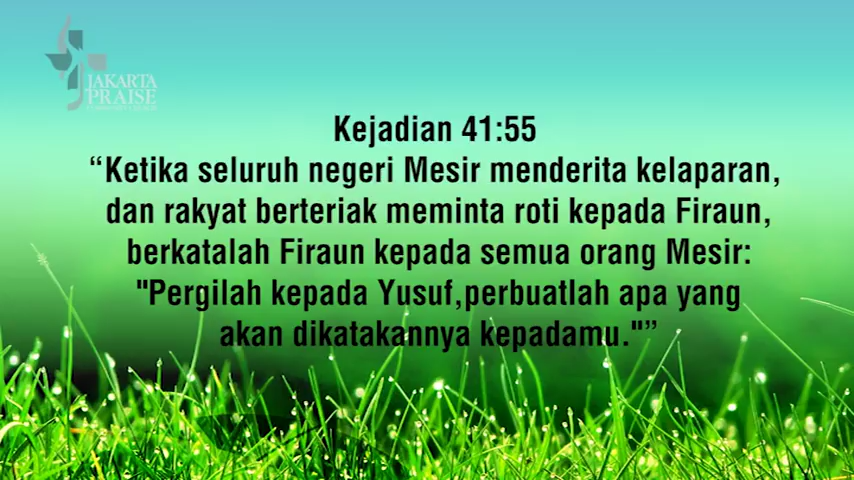 JAKARTA
PRAISE
Kejadian 41:55
“Ketika seluruh negeri Mesir menderita kelaparan,
dan rakyat berteriak meminta roti kepada Firaun,
berkatalah Firaun kepada semua orang Mesir:
"Pergilah kepada Yusuf,perbuatlah apa yang
akan dikatakannya kepadamu."”